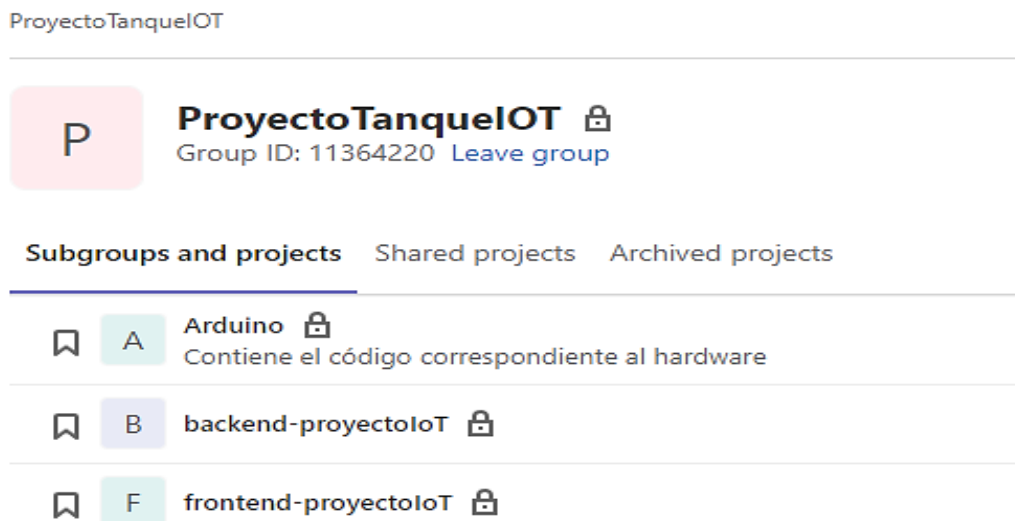 ProyectoTanqueIOT
P
ProyectoTanqueIOT
Group ID: 11364220 Leave group
Subgroups and projects Shared projects Archived projects
A
Arduino
Contiene el código correspondiente al hardware
B
backend-proyectoIoT
F
frontend-proyectoIoT